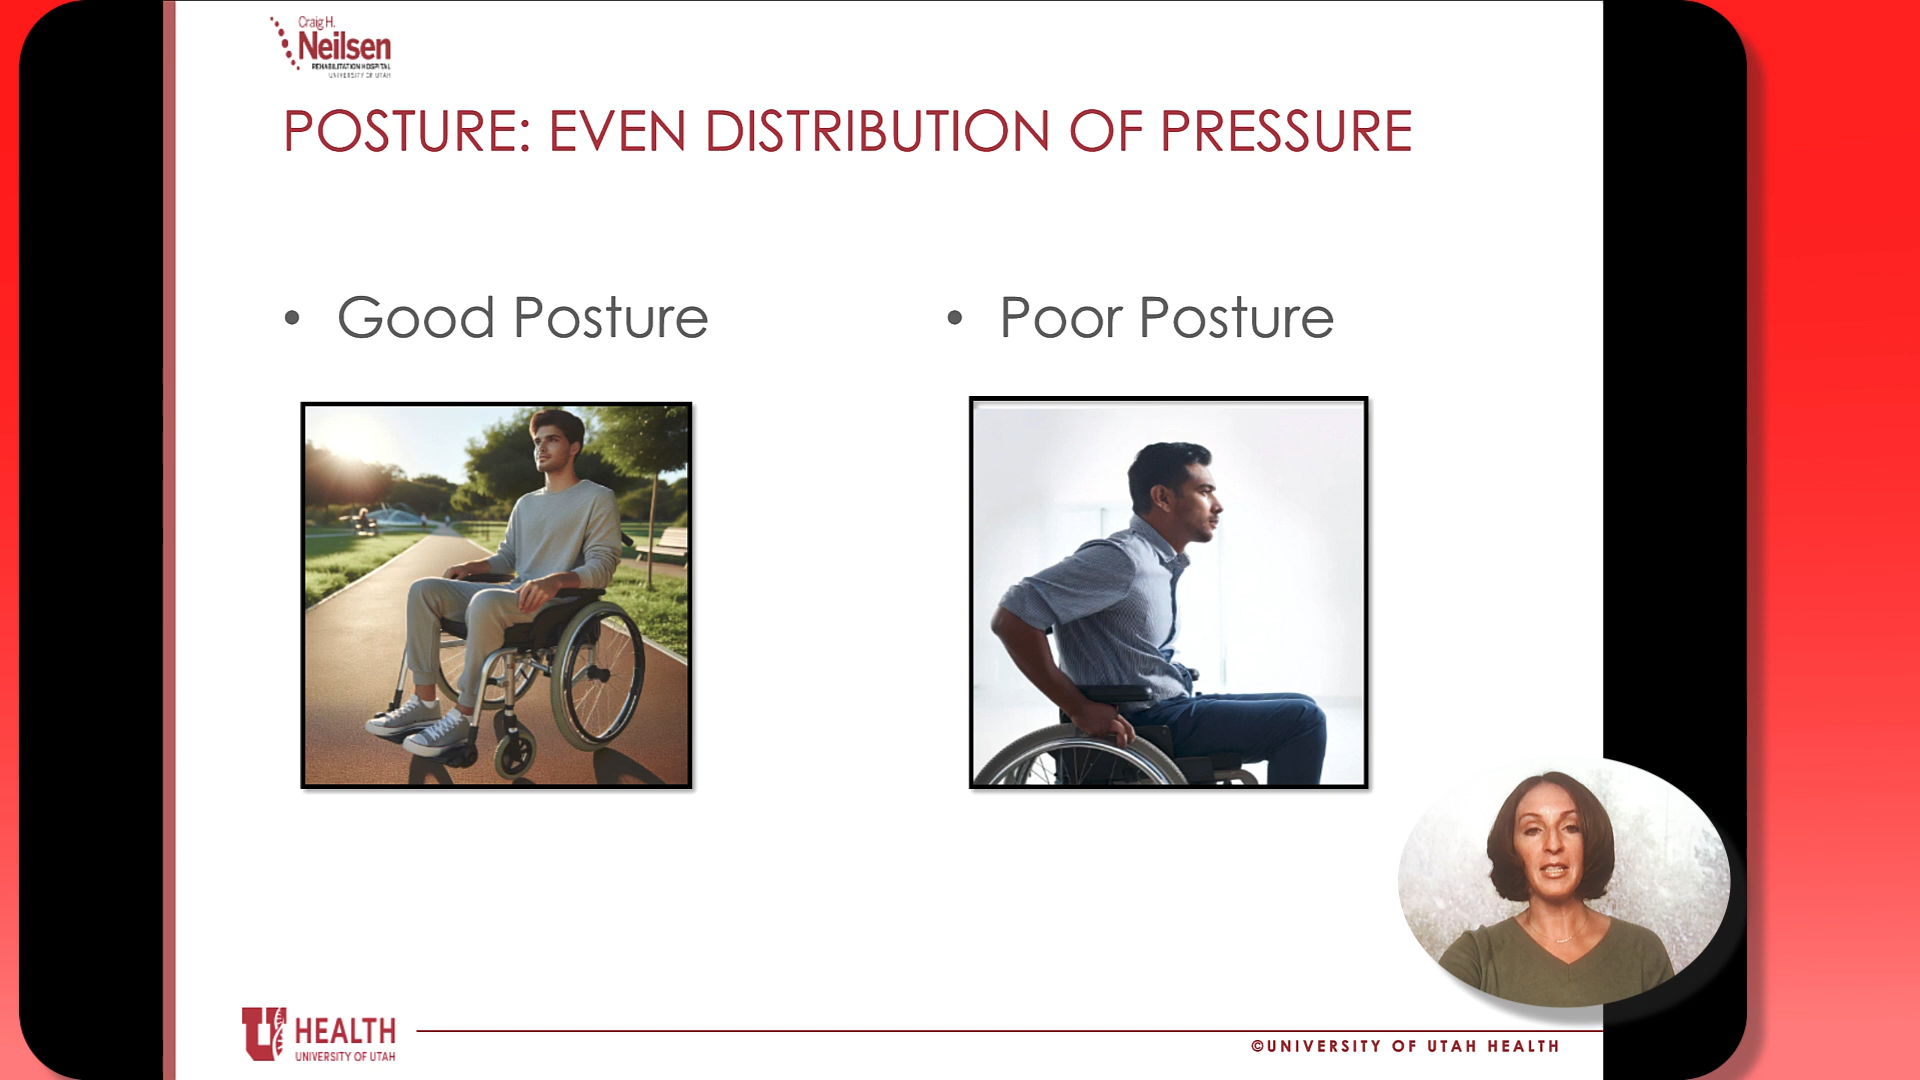 Craig H.
Neilsen
REHABILITATION HOSPITAL
UNIVERSITY OF UTAH
POSTURE: EVEN DISTRIBUTION OF PRESSURE
• Good Posture
• Poor Posture
U HEALTH
UNIVERSITY OF UTAH
©UNIVERSITY OF UTAH HEALTH